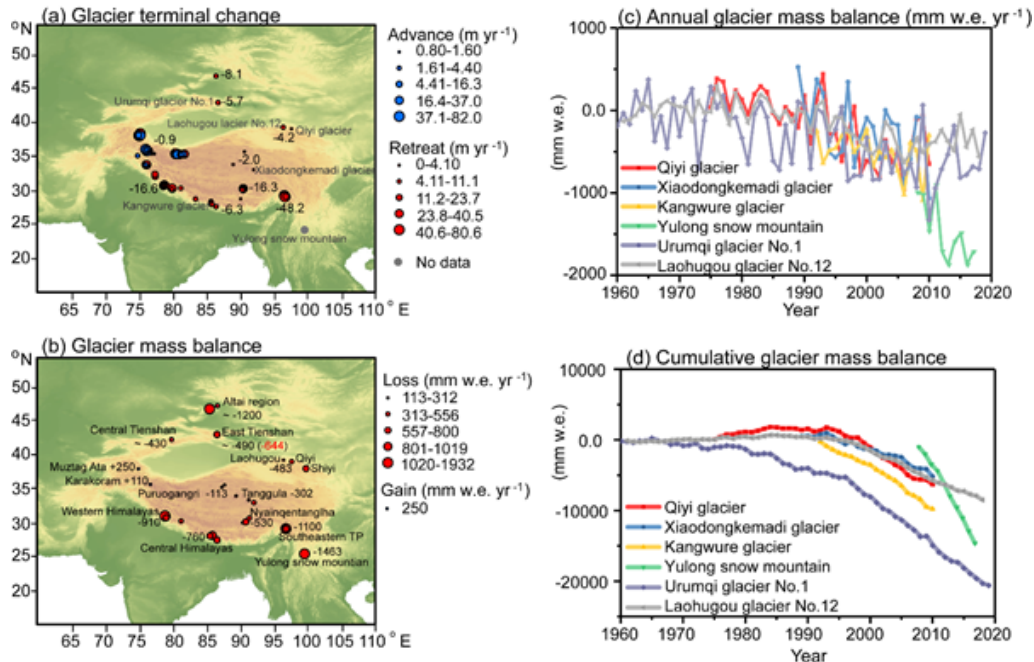 (a) Glacier terminal change
°N
50
45
40
35
30
25
20
65 70 75 80 85 90 95 100 105 110 °E
-8.1
Urumqi glacier No.1 -5.7
Laohugou lacier No.12
Qiyi glacier
-4.2
-0.9
-2.0
Xiaodongkemadi glacier
-16.6
-16.3
Kangwure glacier
-6.3
-48.2
Yulong snow mountain
Advance (m yr -1)
0.80-1.60
1.61-4.40
4.41-16.3
16.4-37.0
37.1-82.0
Retreat (m yr -1)
0-4.10
4.11-11.1
11.2-23.7
23.8-40.5
40.6-80.6
No data
(b) Glacier mass balance
°N
50
45
40
35
30
25
20
65 70 75 80 85 90 95 100 105 110 °E
Altai region
~ -1200
Central Tienshan
~ -430
East Tienshan
~ -490 (-644)
Laohugou Qiyi
-483 Shiyi
Muztag Ata +250
Karakoram +110
Puruogangri -113
Tanggula -302
Western Himalayas
-910
Nyainqentanglha
-530
-1100
Southeastern TP
-760
Central Himalayas
-1463
Yulong snow mountian
Loss (mm w.e. yr -1)
113-312
313-556
557-800
801-1019
1020-1932
Gain (mm w.e. yr -1)
250
(c) Annual glacier mass balance (mm w.e. yr -1)
1000
0.0
-1000
-2000
(mm w.e.)
Qiyi glacier
Xiaodongkemadi glacier
Kangwure glacier
Yulong snow mountain
Urumqi glacier No.1
Laohugou glacier No.12
1960 1970 1980 1990 2000 2010 2020
Year
(d) Cumulative glacier mass balance
10000
0.0
-10000
-20000
(mm w.e.)
Qiyi glacier
Xiaodongkemadi glacier
Kangwure glacier
Yulong snow mountain
Urumqi glacier No.1
Laohugou glacier No.12
1960 1970 1980 1990 2000 2010 2020
Year